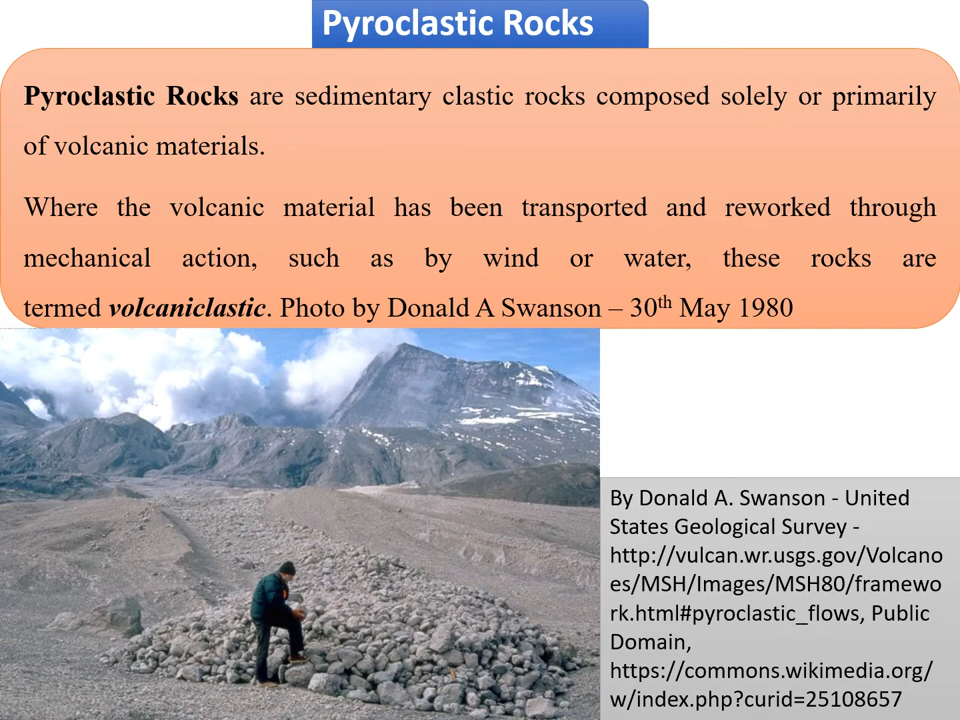 Pyroclastic Rocks
Pyroclastic Rocks are sedimentary clastic rocks composed solely or primarily
of volcanic materials.
Where the volcanic material has been transported and reworked through
mechanical action, such as by wind or water, these rocks are
termed volcaniclastic. Photo by Donald A Swanson – 30th May 1980
By Donald A. Swanson - United
States Geological Survey -
http://vulcan.wr.usgs.gov/Volcano
es/MSH/Images/MSH80/framewo
rk.html#pyroclastic_flows, Public
Domain,
https://commons.wikimedia.org/
w/index.php?curid=25108657